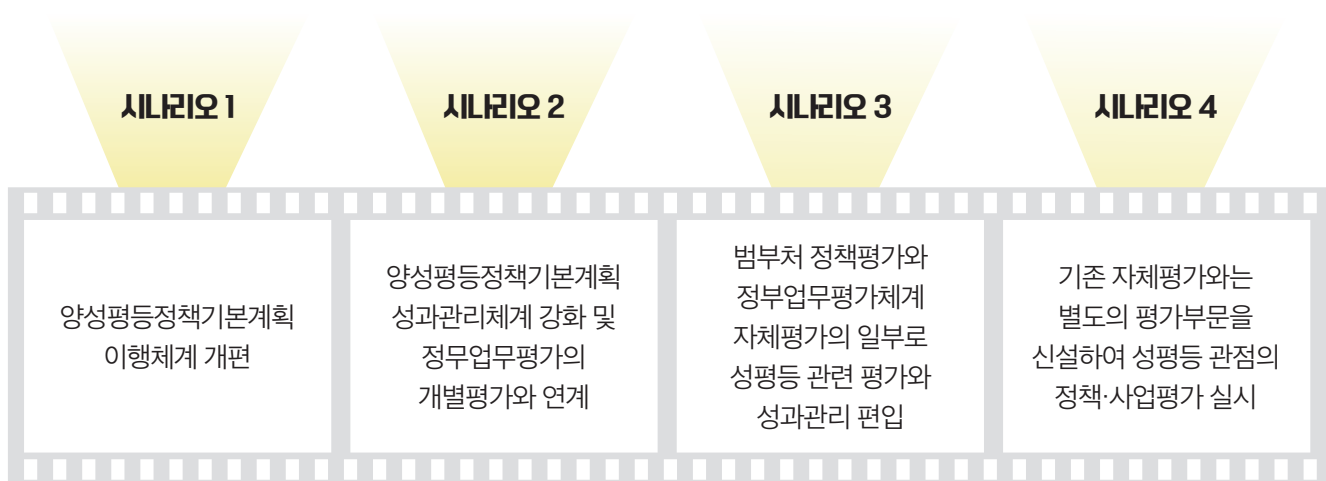 시나리오 1
양성평등정책기본계획
이행체계 개편
시나리오 2
양성평등정책기본계획
성과관리체계 강화 및
정무업무평가의
개별평가와 연계
시나리오 3
범부처 정책평가와
정부업무평가체계
자체평가의 일부로
성평등 관련 평가와
성과관리 편입
시나리오 4
기존 자체평가와는
별도의 평가부문을
신설하여 성평등 관점의
정책·사업평가 실시